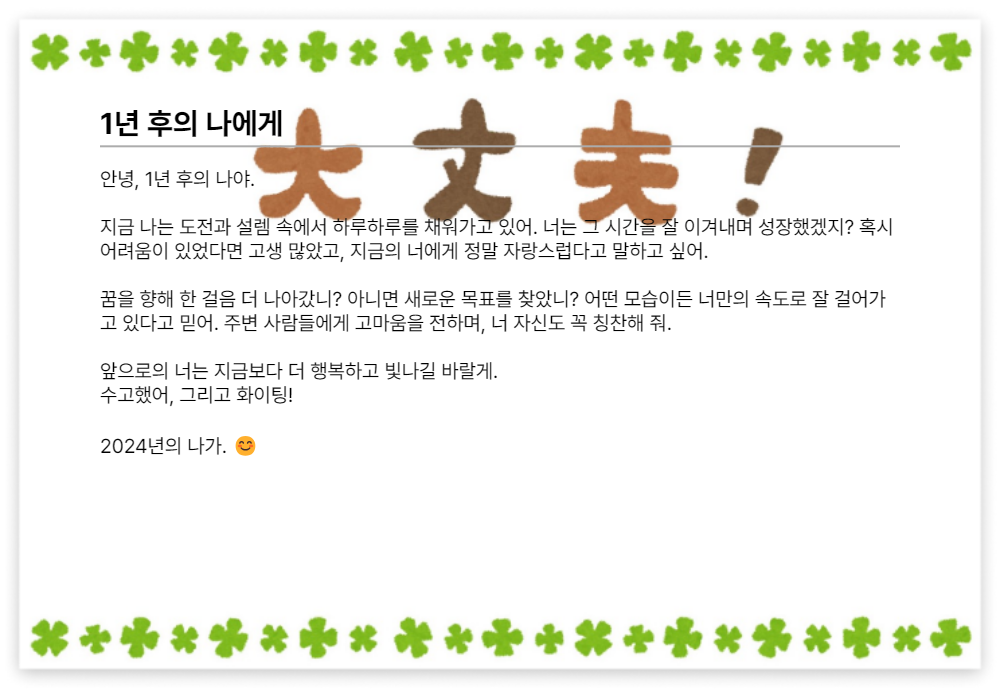 1년 후의 나에게
大丈夫!
안녕, 1년 후의 나야.
지금 나는 도전과 설렘 속에서 하루하루를 채워가고 있어. 너는 그 시간을 잘 이겨내며 성장했겠지? 혹시
어려움이 있었다면 고생 많았고, 지금의 너에게 정말 자랑스럽다고 말하고 싶어.
꿈을 향해 한 걸음 더 나아갔니? 아니면 새로운 목표를 찾았니? 어떤 모습이든 너만의 속도로 잘 걸어가
고 있다고 믿어. 주변 사람들에게 고마움을 전하며, 너 자신도 꼭 칭찬해 줘.
앞으로의 너는 지금보다 더 행복하고 빛나길 바랄게.
수고했어, 그리고 화이팅!
2024년의 나가. 😊